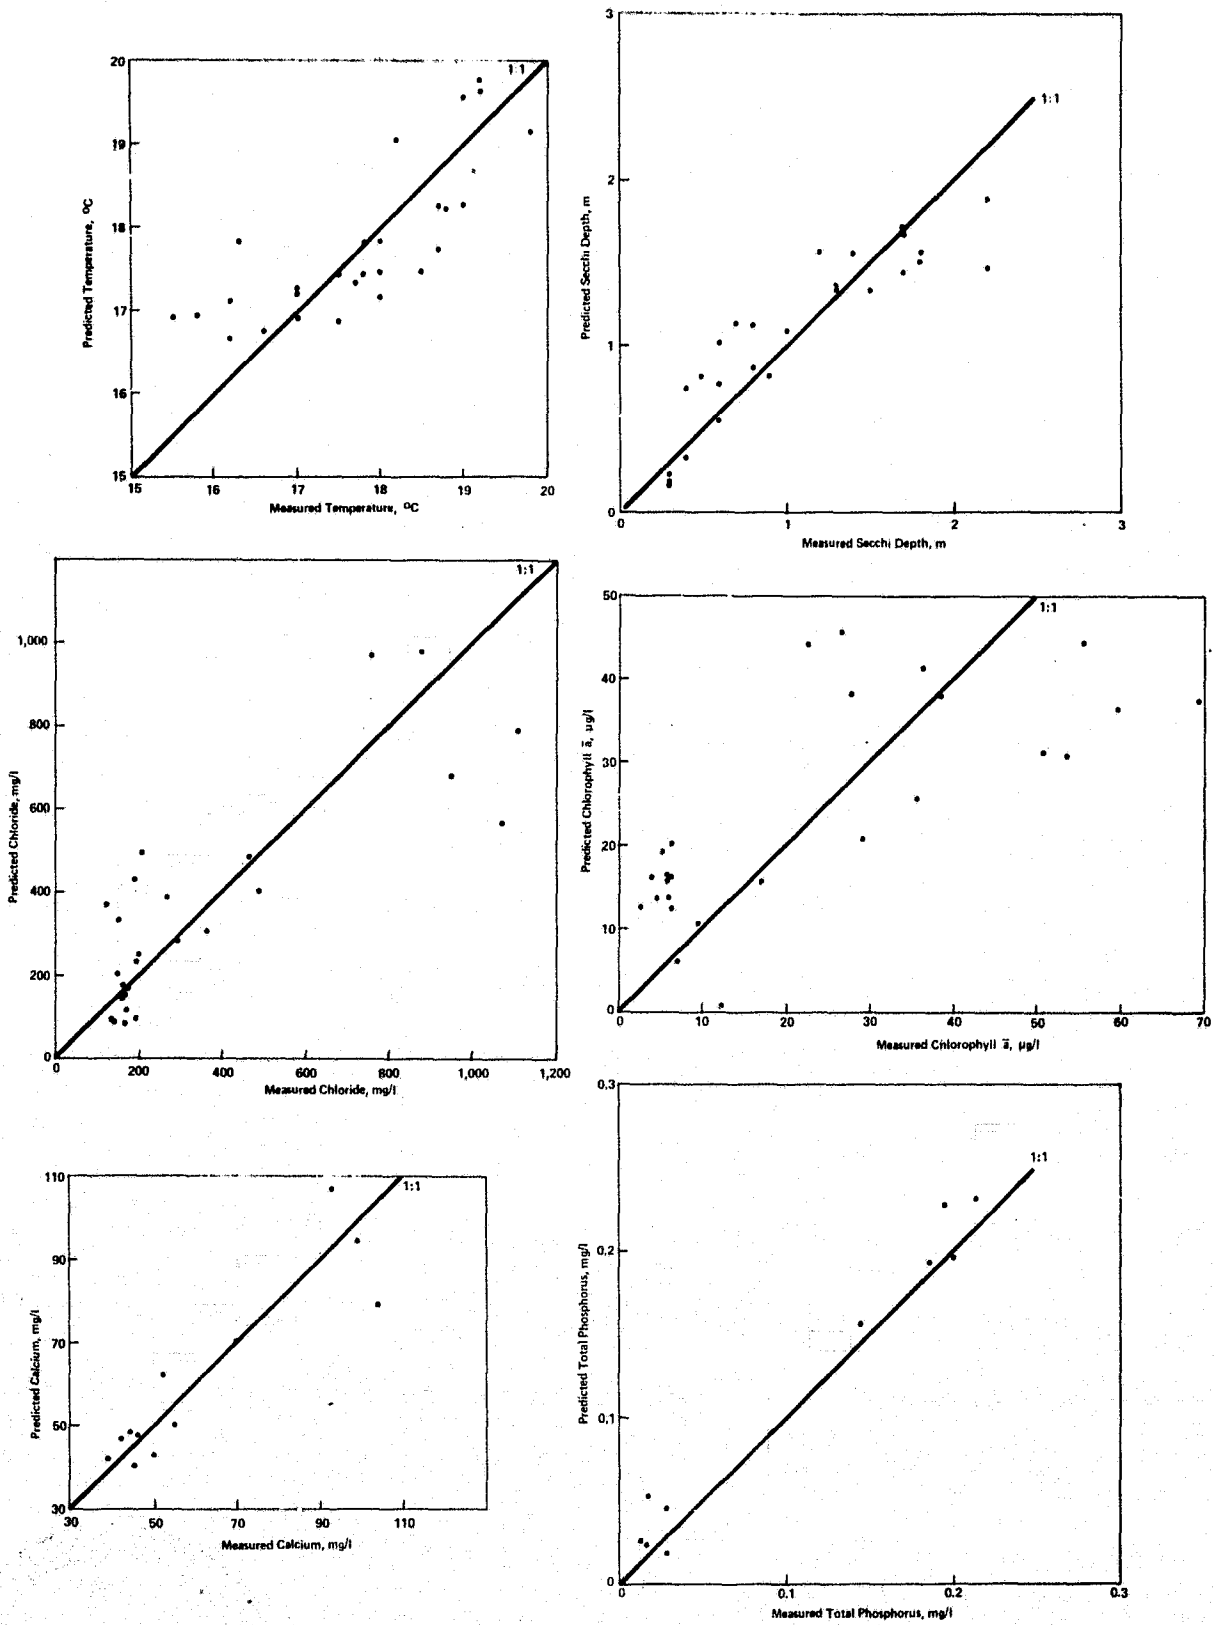 20
1:1
19
18
17
16
15
Predicted Temperature, °C
15 16 17 18 19 20
Measured Temperature, °C
3
1:1
2
1
0
Predicted Secchi Depth, m
0 1 2 3
Measured Secchi Depth, m
1:1
1,000
800
600
400
200
0
Predicted Chloride, mg/l
0 200 400 600 800 1,000 1,200
Measured Chloride, mg/l
50
1:1
40
30
20
10
0
Predicted Chlorophyll a̅, µg/l
0 10 20 30 40 50 60 70
Measured Chlorophyll a̅, µg/l
110
1:1
90
70
50
30
Predicted Calcium, mg/l
30 50 70 90 110
Measured Calcium, mg/l
0.3
1:1
0.2
0.1
0
Predicted Total Phosphorus, mg/l
0 0.1 0.2 0.3
Measured Total Phosphorus, mg/l